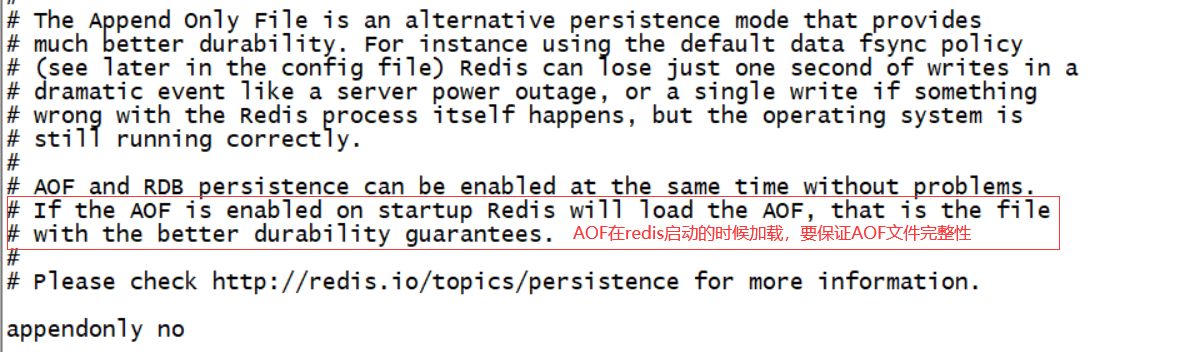 #
# The Append Only File is an alternative persistence mode that provides
# much better durability. For instance using the default data fsync policy
# (see later in the config file) Redis can lose just one second of writes in a
# dramatic event like a server power outage, or a single write if something
# wrong with the Redis process itself happens, but the operating system is
# still running correctly.
#
# AOF and RDB persistence can be enabled at the same time without problems.
# If the AOF is enabled on startup Redis will load the AOF, that is the file
# with the better durability guarantees. AOF在redis启动的时候加载，要保证AOF文件完整性
#
# Please check http://redis.io/topics/persistence for more information.
appendonly no